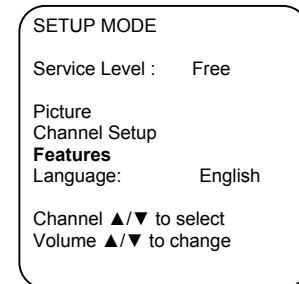 SETUP MODE
Service Level : Free
Picture
Channel Setup
Features
Language: English
Channel ▲/▼ to select
Volume ▲/▼ to change